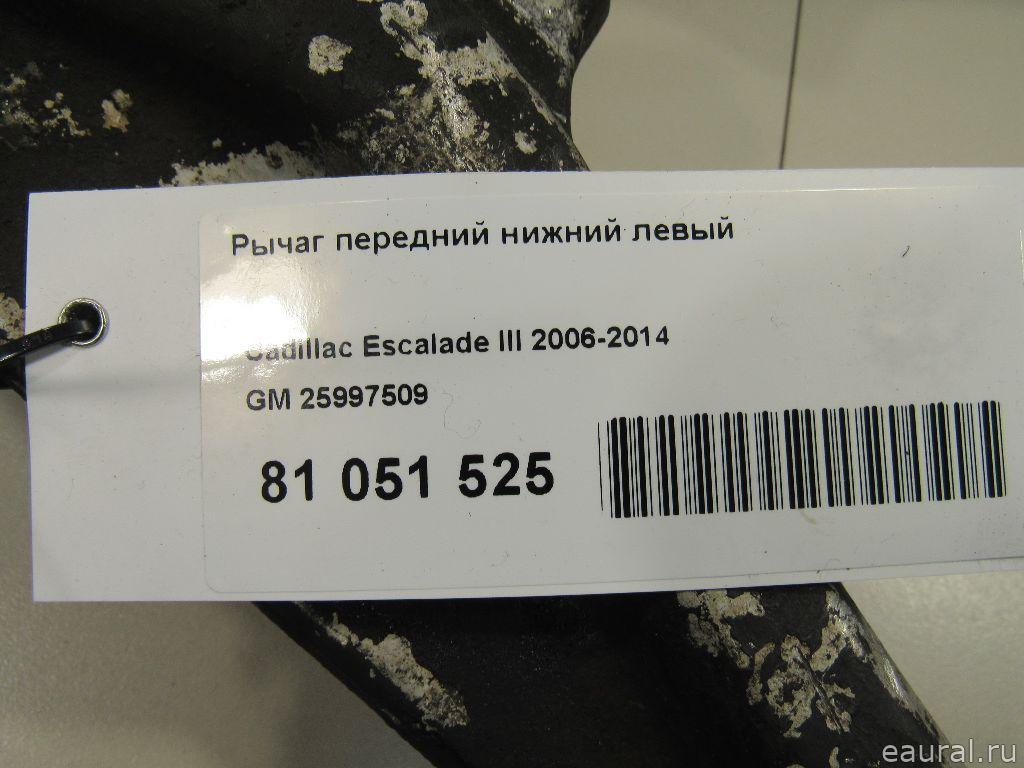 Рычаг передний нижний левый
Cadillac Escalade III 2006-2014
GM 25997509
81 051 525
eaural.ru